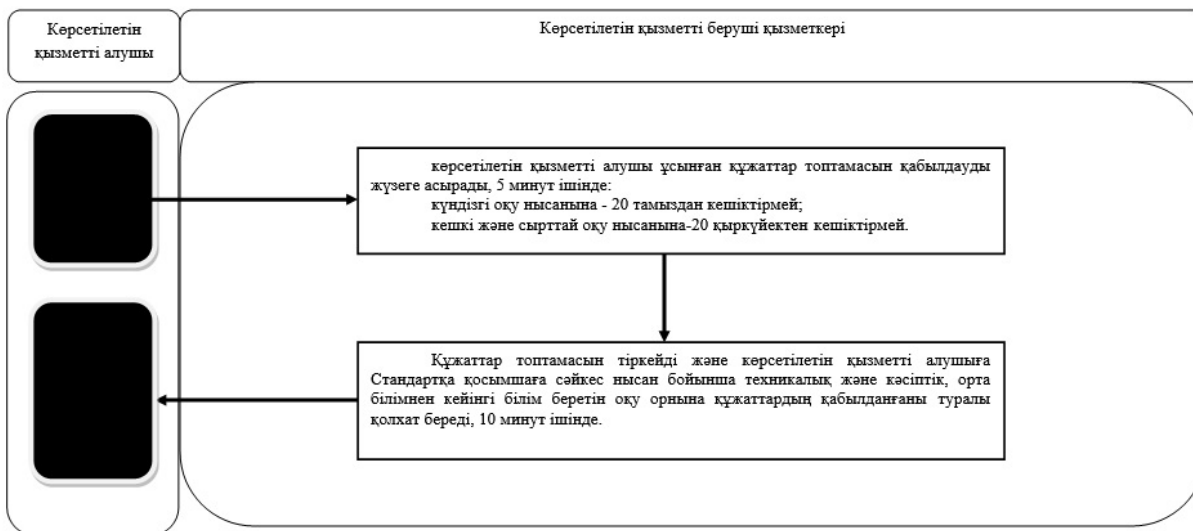 Көрсетілетін
қызметті алушы
Көрсетілетін қызметті беруші қызметкері
көрсетілетін қызметті алушы ұсынған құжаттар топтамасын қабылдауды
жүзеге асырады, 5 минут ішінде:
күндізгі оқу нысанына - 20 тамыздан кешіктірмей;
кешкі және сырттай оқу нысанына-20 қыркүйектен кешіктірмей.
Құжаттар топтамасын тіркейді және көрсетілетін қызметті алушыға
Стандартқа қосымшаға сәйкес нысан бойынша техникалық және кәсіптік, орта
білімнен кейінгі білім беретін оқу орнына құжаттардың қабылданғаны туралы
қолхат береді, 10 минут ішінде.